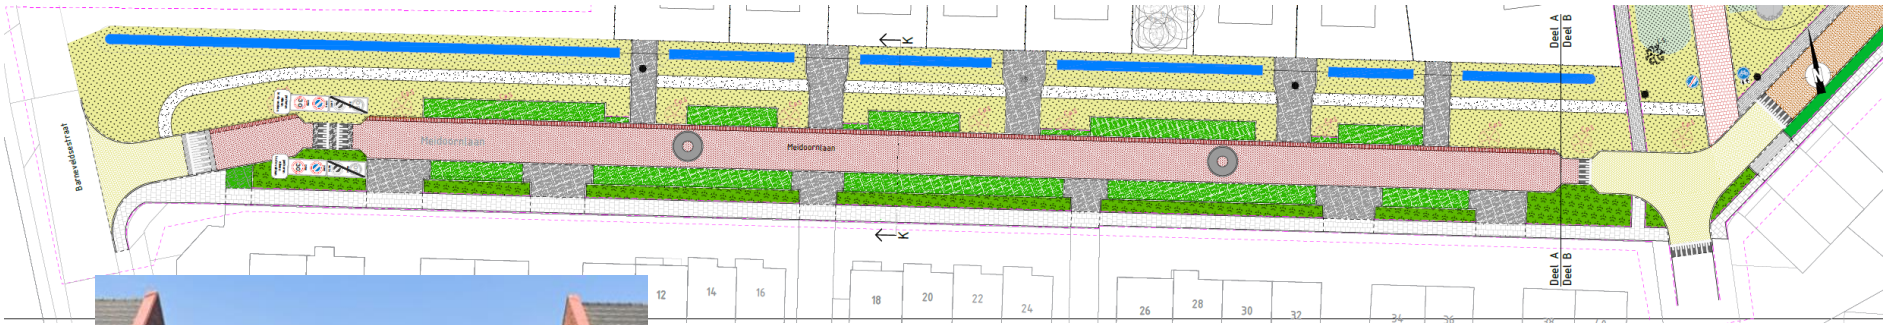 Deel A
Deel B
K
N
Barneveldsestraat
Meidoornlaan
Meidoornlaan
K
Deel A
Deel B
12
14
16
18
20
22
24
26
28
30
32